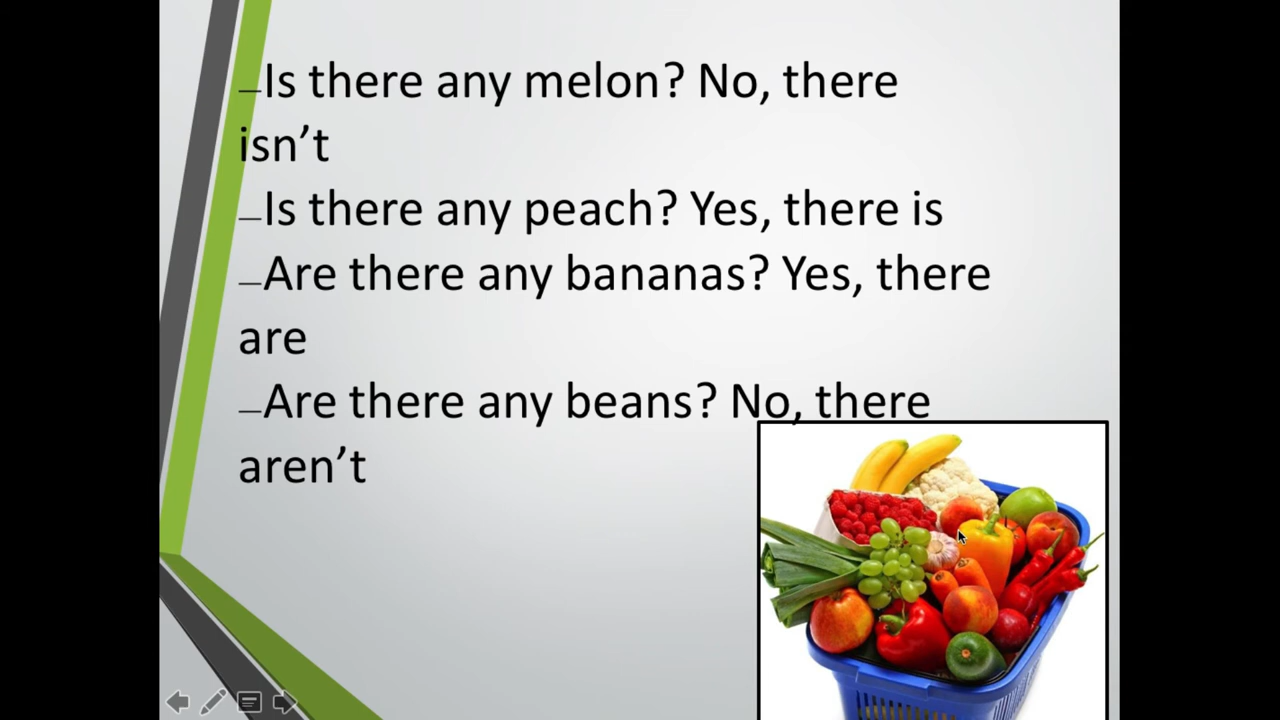 –Is there any melon? No, there
isn’t
–Is there any peach? Yes, there is
–Are there any bananas? Yes, there
are
–Are there any beans? No, there
aren’t